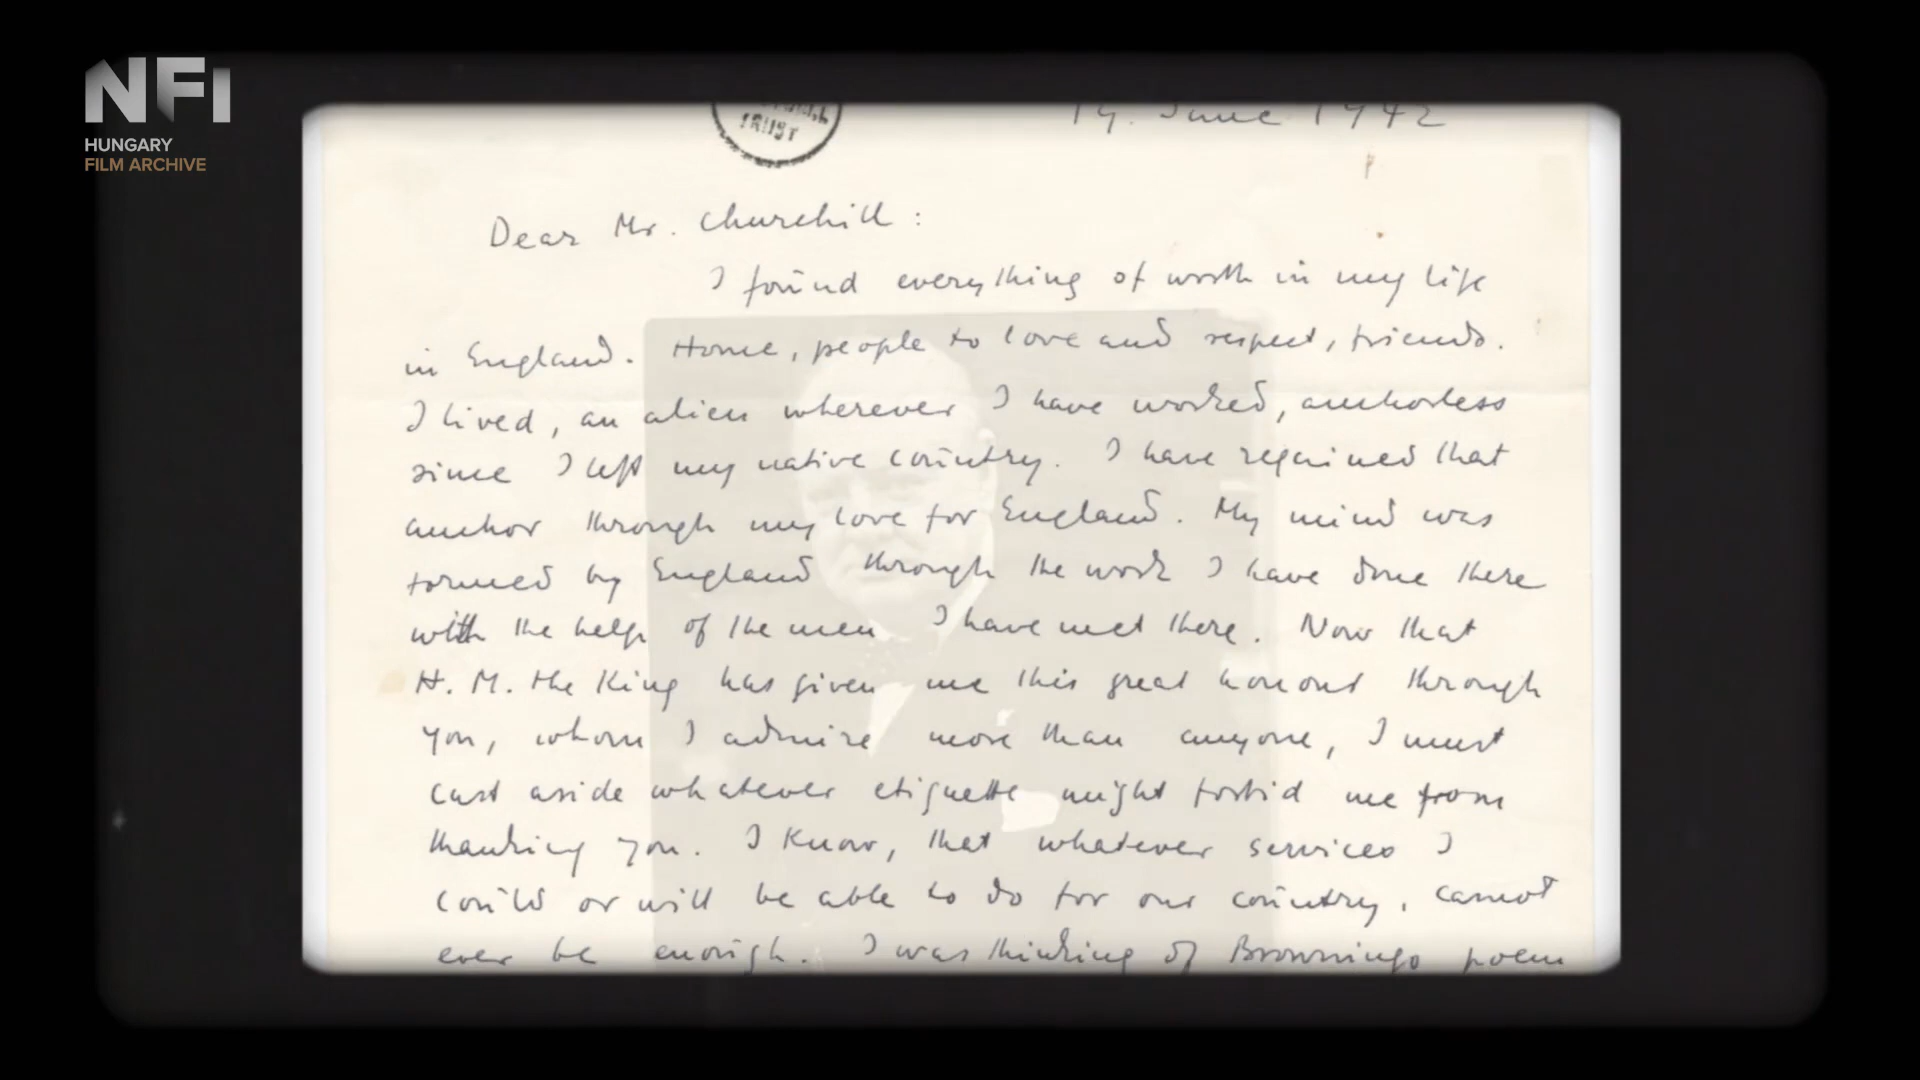 NFI
HUNGARY
FILM ARCHIVE
TRUST
19. June 1942
Dear Mr. Churchill :
I found everything of worth in my life
in England. Home, people to love and respect, friends.
I lived, an alien wherever I have worked, anchorless
since I left my native country. I have regained that
anchor through my love for England. My mind was
formed by England through the work I have done there
with the help of the men I have met there. Now that
H. M. the King has given me this great honour through
you, whom I admire more than anyone, I must
cast aside whatever etiquette might forbid me from
thanking you. I know, that whatever services I
could or will be able to do for our country, cannot
ever be enough. I was thinking of Brownings poem